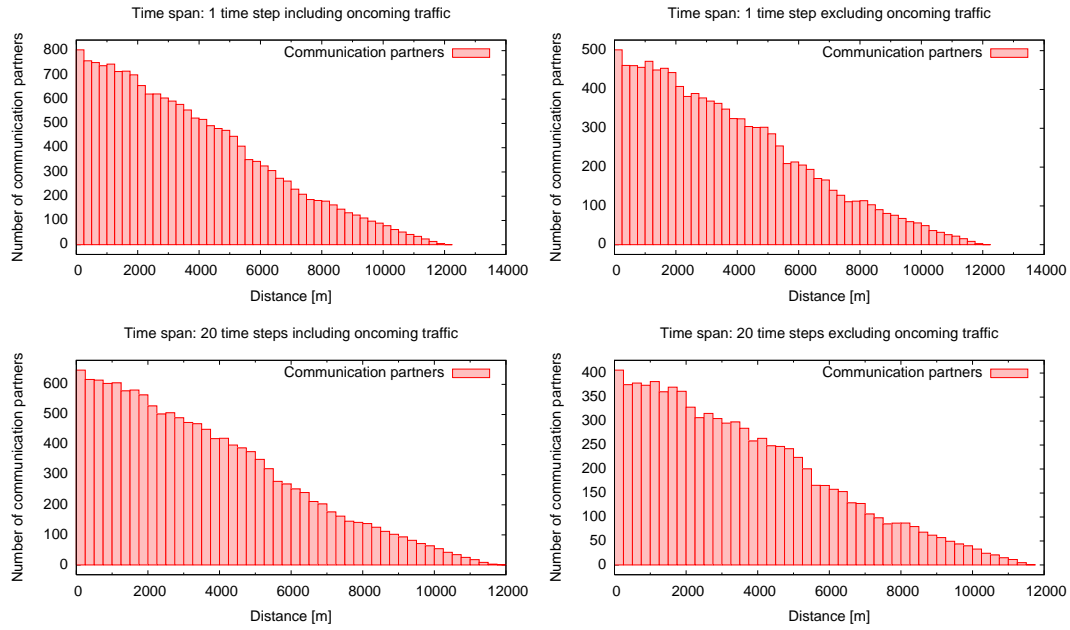 Time span: 1 time step including oncoming traffic
Number of communication partners
800
700
600
500
400
300
200
100
0
Communication partners
0 2000 4000 6000 8000 10000 12000 14000
Distance [m]
Time span: 1 time step excluding oncoming traffic
Number of communication partners
500
400
300
200
100
0
Communication partners
0 2000 4000 6000 8000 10000 12000 14000
Distance [m]
Time span: 20 time steps including oncoming traffic
Number of communication partners
600
500
400
300
200
100
0
Communication partners
0 2000 4000 6000 8000 10000 12000
Distance [m]
Time span: 20 time steps excluding oncoming traffic
Number of communication partners
400
350
300
250
200
150
100
50
0
Communication partners
0 2000 4000 6000 8000 10000 12000
Distance [m]